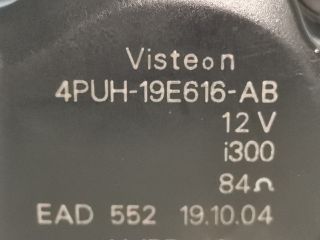 Visteon
4PUH-19E616-AB
12 V
i300
84Ω
EAD 552 19.10.04